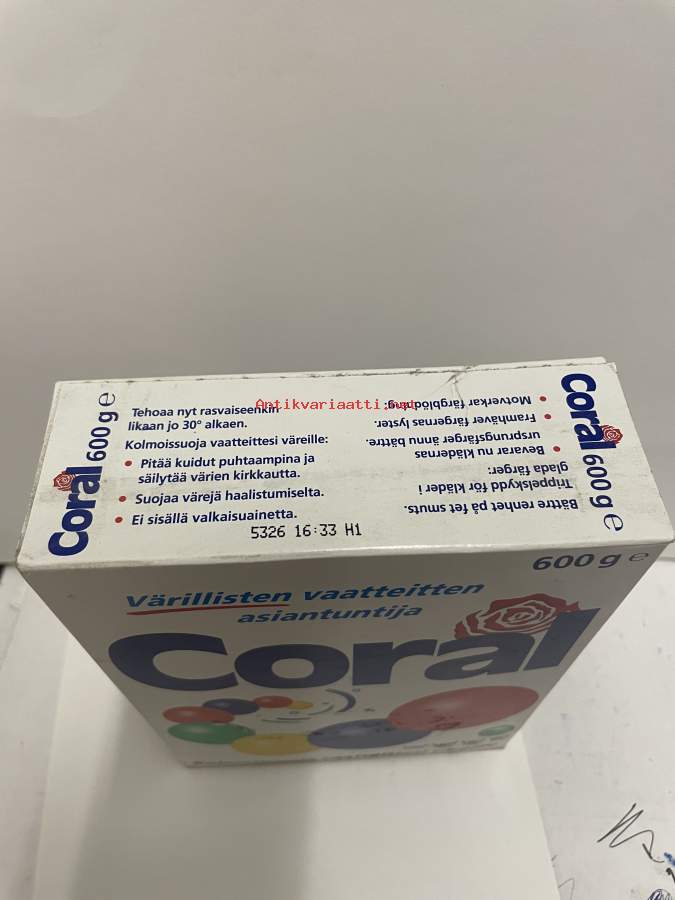 Coral 600 g e
Tehoaa nyt rasvaiseenkin
likaan jo 30° alkaen.
Kolmoissuoja vaatteittesi väreille:
• Pitää kuidut puhtaampina ja
säilyttää värien kirkkautta.
• Suojaa värejä haalistumiselta.
• Ei sisällä valkaisuainetta.
5326 16:33 H1
Bättre renhet på fet smuts.
Trippelskydd för kläder i
glada färger:
• Bevarar nu klädernas
ursprungsfärger ännu bättre.
• Framhäver färgernas lyster.
• Motverkar färgblödning.
Coral 600 g e
Antikvariaatti.net
600 g e
Värillisten vaatteitten
asiantuntija
Coral